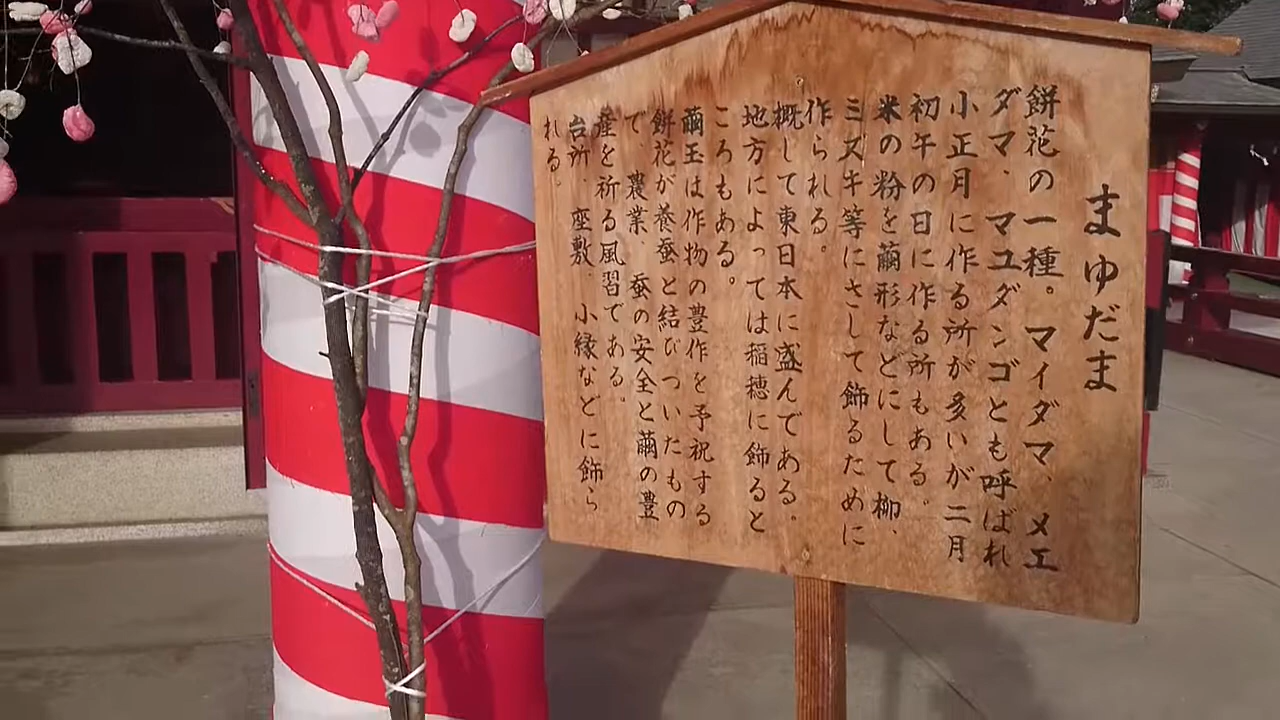 まゆだま
餅花の一種。マイダマ、メエ
ダマ、マユダンゴとも呼ばれ
小正月に作る所が多いが二月
初午の日に作る所もある。
米の粉を繭形などにして柳、
ミズキ等にさして飾るために
作られる。
概して東日本に盛んである。
地方によっては稲穂に飾ると
ころもある。
繭玉は作物の豊作を予祝する
餅花が養蚕と結びついたもの
で、農業、蚕の安全と繭の豊
産を祈る風習である。
台所、座敷、小縁などに飾ら
れる。